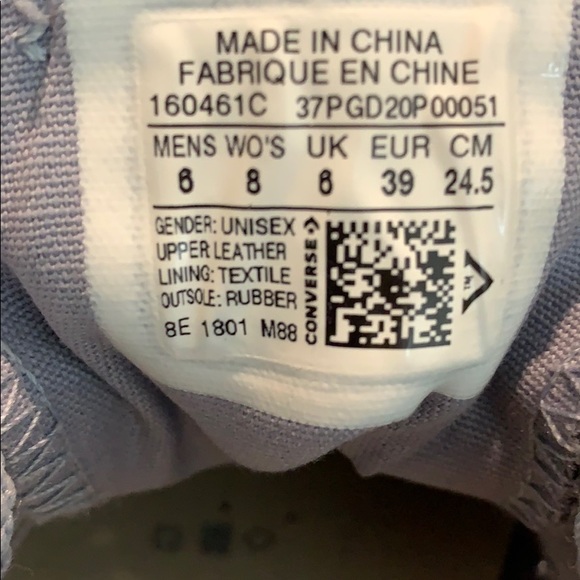 MADE IN CHINA
FABRIQUE EN CHINE
160461C 37PGD20P00051
MENS WO'S UK EUR CM
6 8 6 39 24.5
GENDER: UNISEX
UPPER LEATHER
LINING: TEXTILE
OUTSOLE: RUBBER
8E 1801 M88
CONVERSE
TM